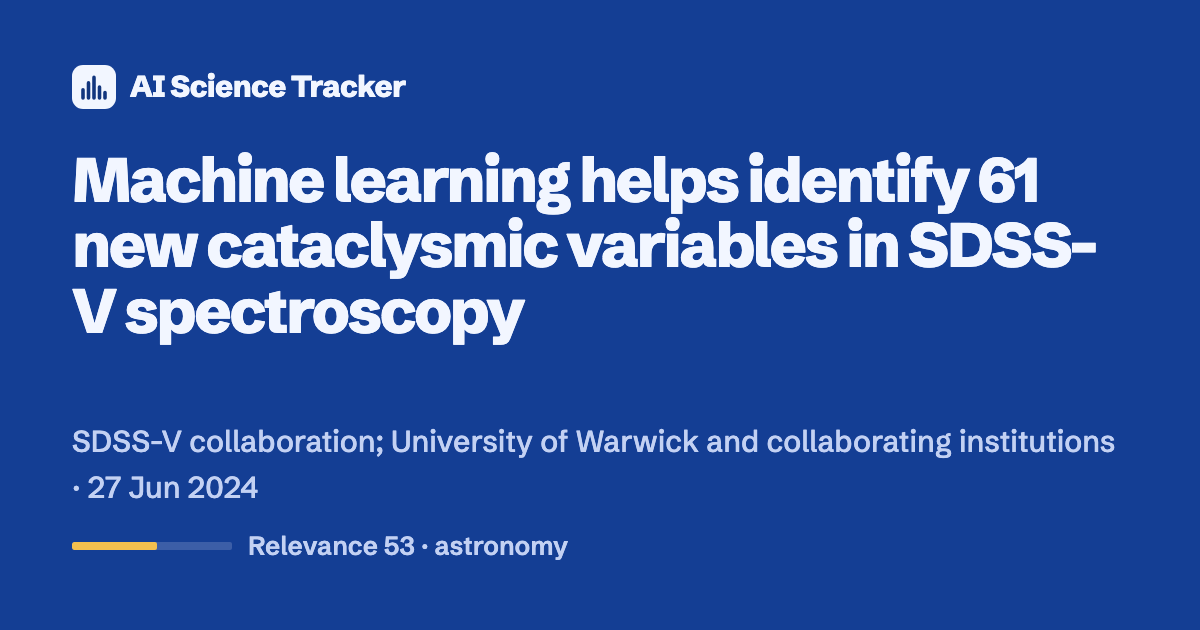 AI Science Tracker
Machine learning helps identify 61
new cataclysmic variables in SDSS-
V spectroscopy
SDSS-V collaboration; University of Warwick and collaborating institutions
· 27 Jun 2024
Relevance 53 · astronomy